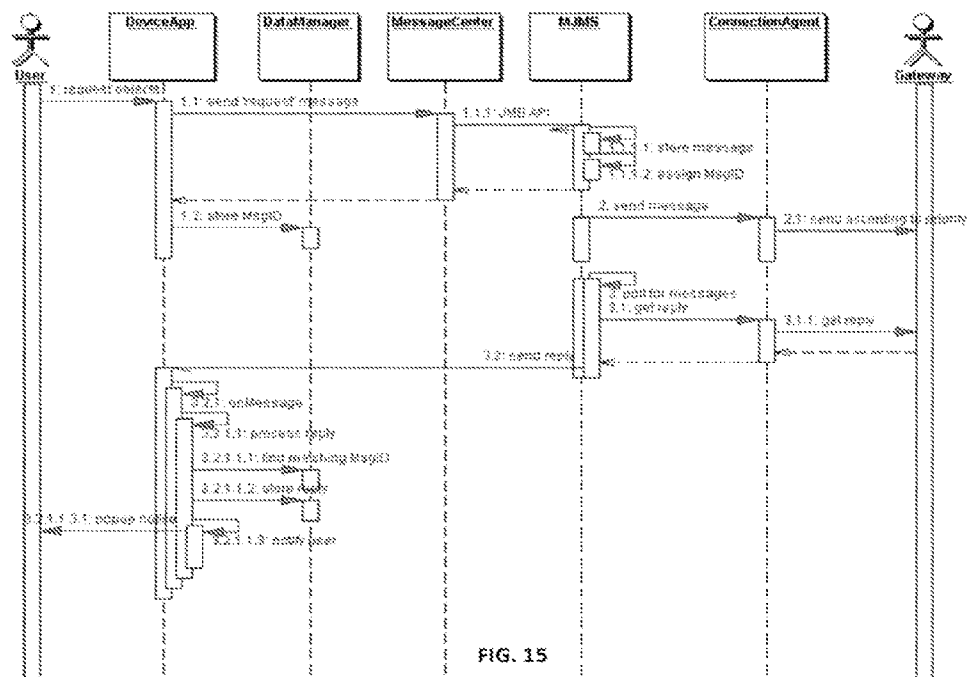 DeviceApp
DataManager
MessageCenter
MJMS
ConnectionAgent
User
Gateway
1: request objects
1.1: send 'request' message
1.1.1: JMS API
1: store message
1.1.1.2: assign MsgID
1.2: store MsgID
2: send message
2.1: send according to priority
3: poll for messages
3.1: get reply
3.1.1: get reply
3.2: send reply
3.2.1: onMessage
3.2.1.1: process reply
3.2.1.1.1: find matching MsgID
3.2.1.1.2: store reply
3.2.1.1.3.1: popup
3.2.1.1.3: notify user
FIG. 15